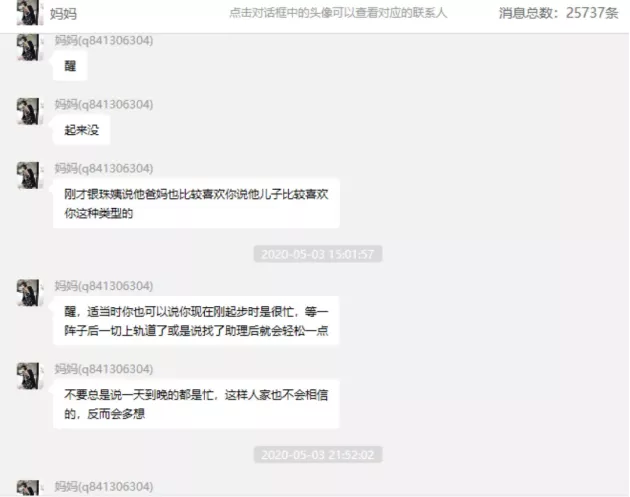 妈妈
点击对话框中的头像可以查看对应的联系人
消息总数：25737条
妈妈(q841306304)
醒
妈妈(q841306304)
起来没
妈妈(q841306304)
刚才银珠姨说他爸妈也比较喜欢你说他儿子比较喜欢
你这种类型的
2020-05-03 15:01:57
妈妈(q841306304)
醒，适当时你也可以说你现在刚起步时是很忙，等一
阵子后一切上轨道了或是说找了助理后就会轻松一点
妈妈(q841306304)
不要总是说一天到晚的都是忙，这样人家也不会相信
的，反而会多想
2020-05-03 21:52:02
妈妈(q841306304)